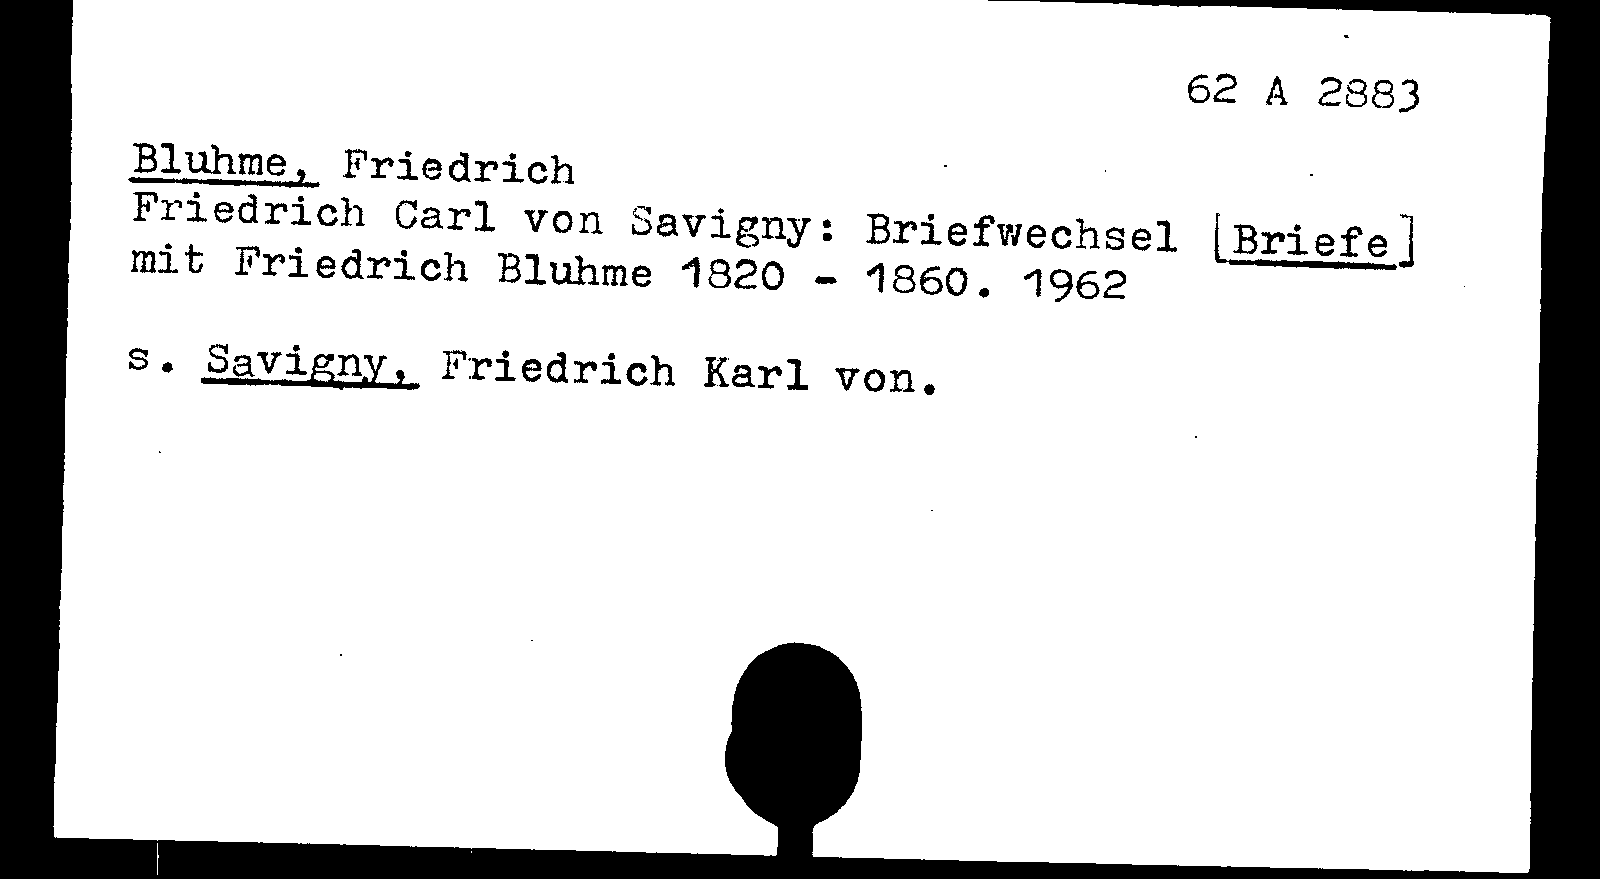 62 A 2883
Bluhme, Friedrich
Friedrich Carl von Savigny: Briefwechsel [Briefe]
mit Friedrich Bluhme 1820 - 1860. 1962
s. Savigny, Friedrich Karl von.